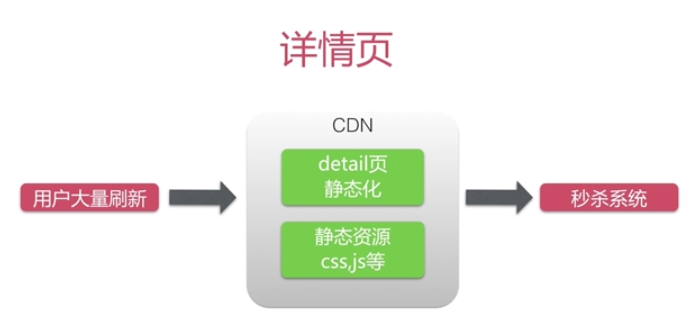 详情页
CDN
detail页
静态化
用户大量刷新
秒杀系统
静态资源
css,js等